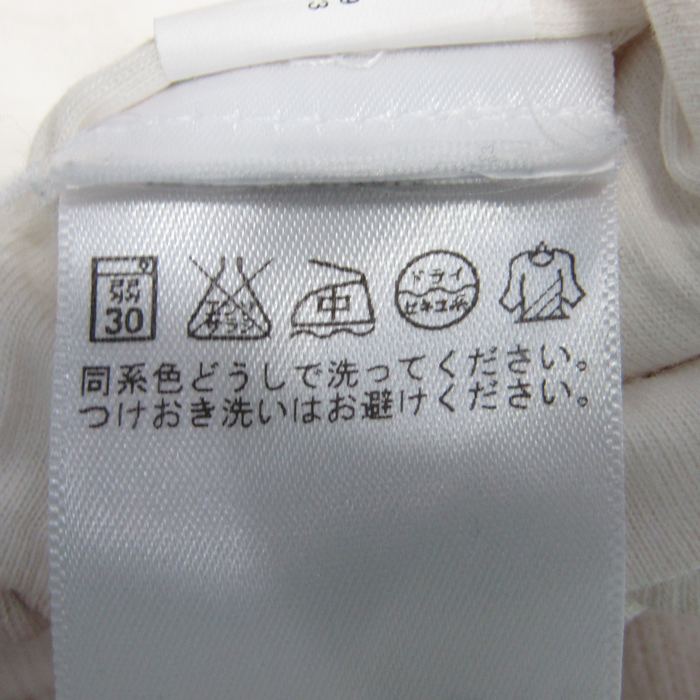 弱
30
エンソ
サラシ
中
ドライ
セキユ系
同系色どうしで洗ってください。
つけおき洗いはお避けください。